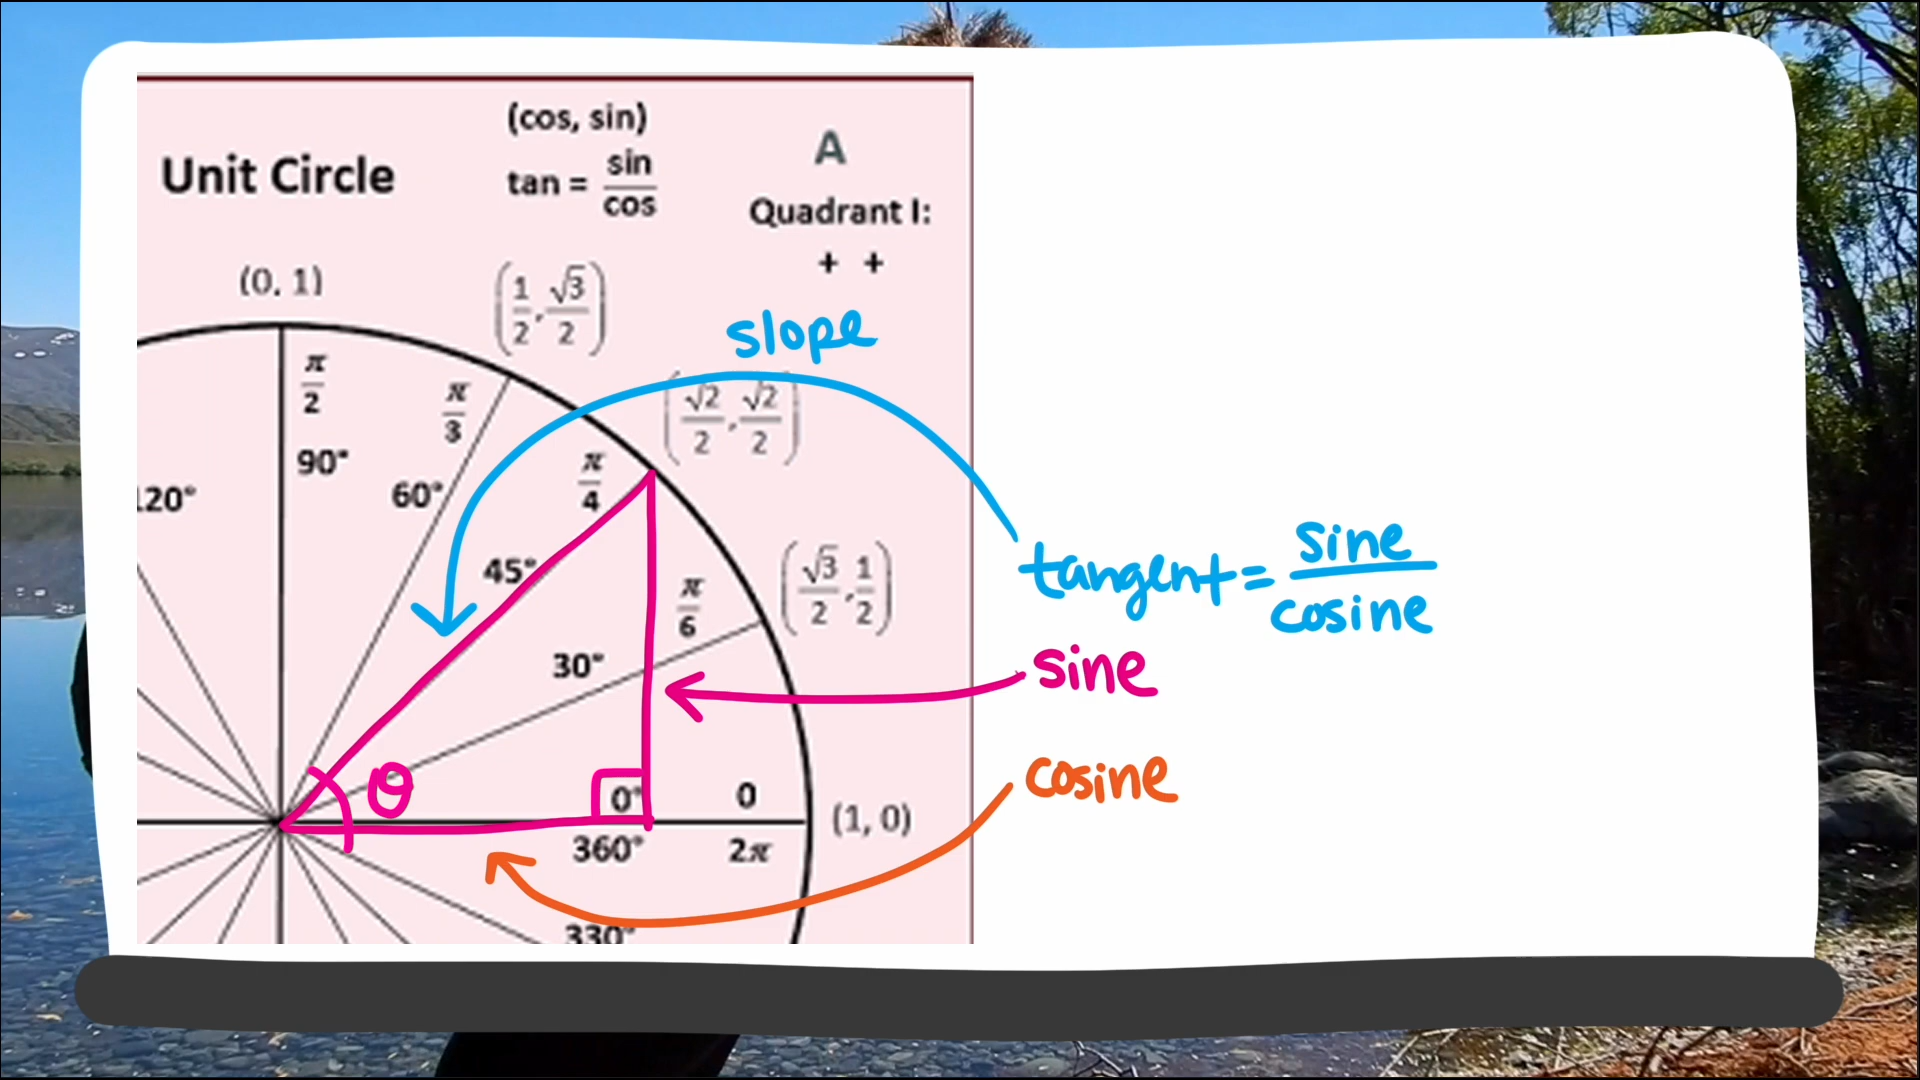 (cos, sin)
Unit Circle
tan = sin/cos
A
Quadrant I:
+ +
(0, 1)
(1/2, √3/2)
slope
(√2/2, √2/2)
π/2
90°
π/3
60°
120°
π/4
45°
(√3/2, 1/2)
π/6
30°
tangent = sine/cosine
sine
cosine
θ
0°
0
(1, 0)
360°
2π
330°